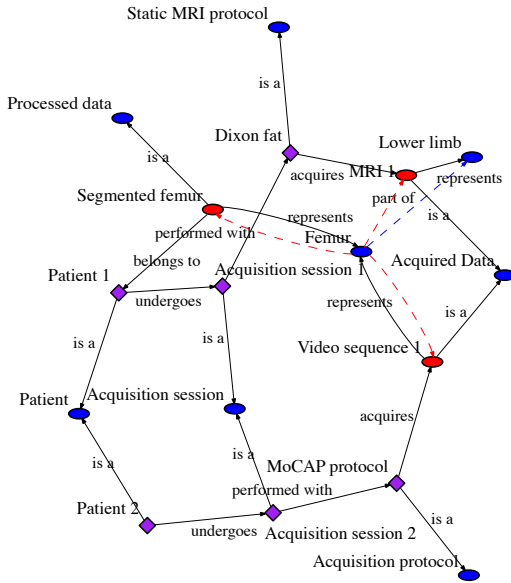 Static MRI protocol
is a
Processed data
Dixon fat
Lower limb
is a
acquires
MRI 1
represents
Segmented femur
part of
represents
is a
performed with
Femur
belongs to
Acquisition session 1
Acquired Data
Patient 1
undergoes
represents
is a
is a
is a
Video sequence 1
Patient
Acquisition session
acquires
is a
is a
MoCAP protocol
performed with
Patient 2
undergoes
Acquisition session 2
is a
Acquisition protocol